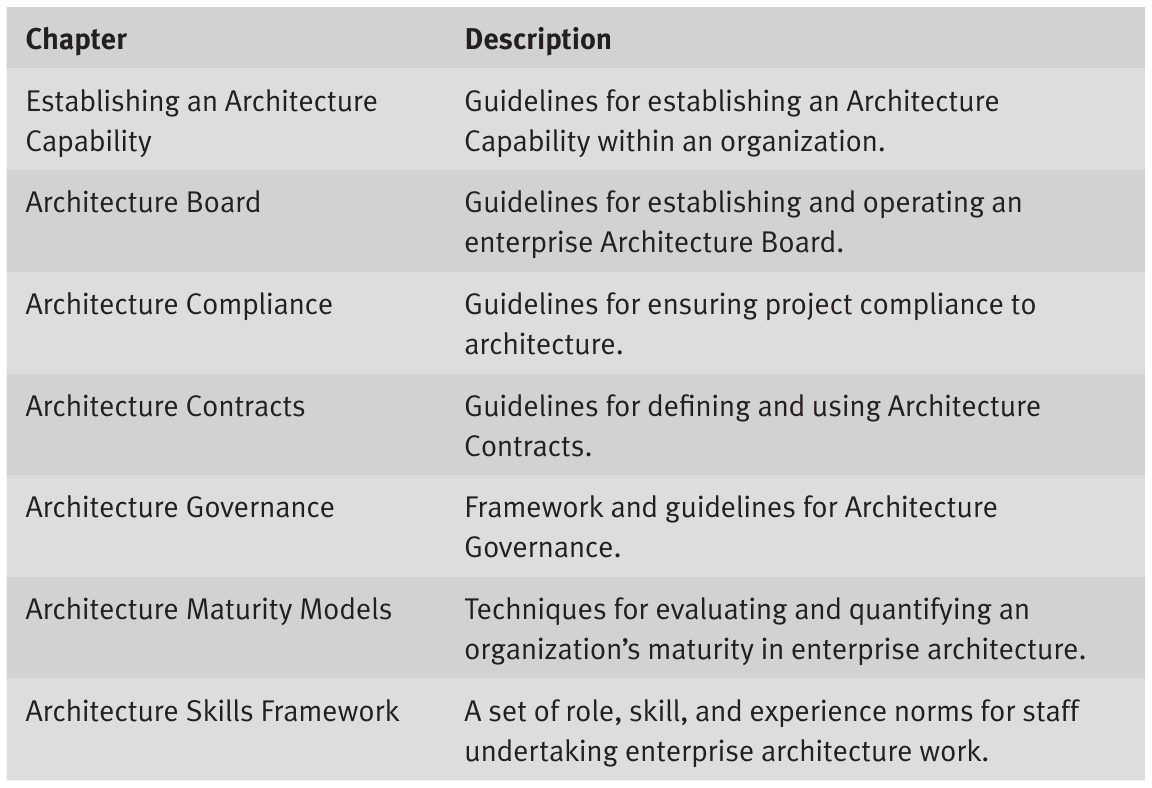 Chapter Description
Establishing an Architecture Guidelines for establishing an Architecture
Capability Capability within an organization.
Architecture Board Guidelines for establishing and operating an
enterprise Architecture Board.
Architecture Compliance Guidelines for ensuring project compliance to
architecture.
Architecture Contracts Guidelines for defining and using Architecture
Contracts.
Architecture Governance Framework and guidelines for Architecture
Governance.
Architecture Maturity Models Techniques for evaluating and quantifying an
organization’s maturity in enterprise architecture.
Architecture Skills Framework A set of role, skill, and experience norms for staff
undertaking enterprise architecture work.